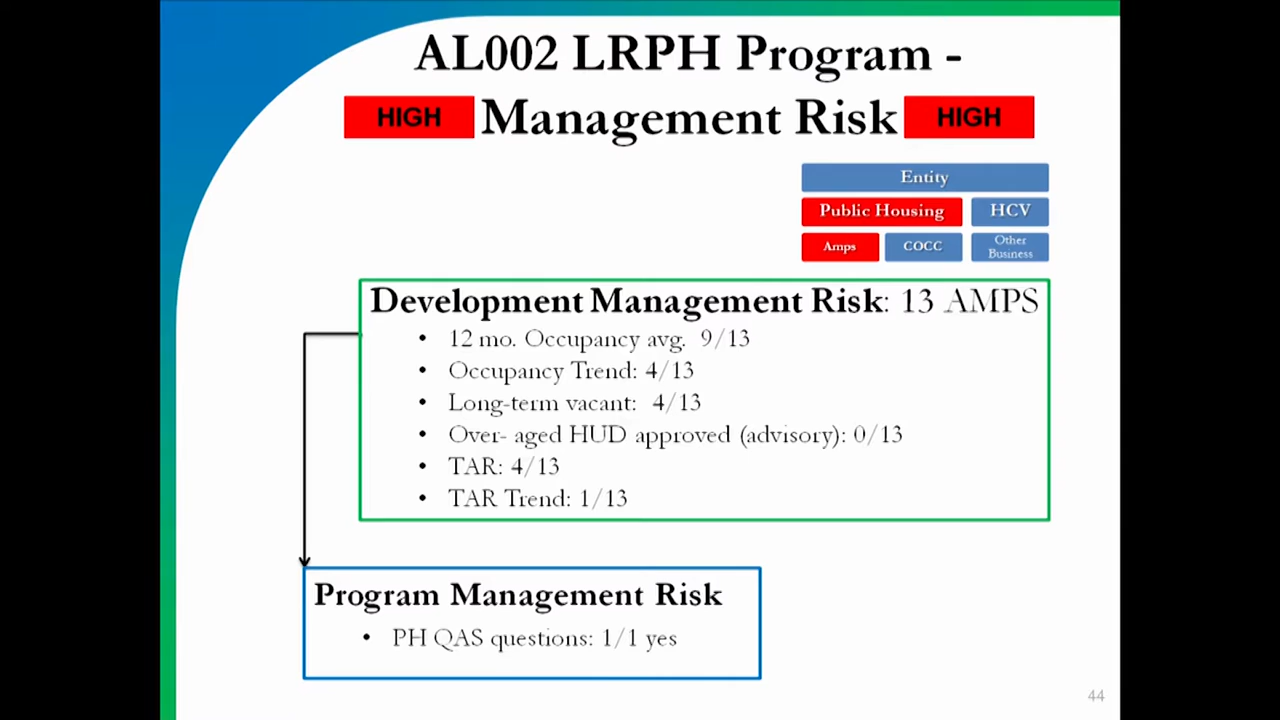 AL002 LRPH Program -
HIGH Management Risk HIGH
Entity
Public Housing HCV
Amps COCC Other Business
Development Management Risk: 13 AMPS
• 12 mo. Occupancy avg. 9/13
• Occupancy Trend: 4/13
• Long-term vacant: 4/13
• Over- aged HUD approved (advisory): 0/13
• TAR: 4/13
• TAR Trend: 1/13
Program Management Risk
• PH QAS questions: 1/1 yes
44